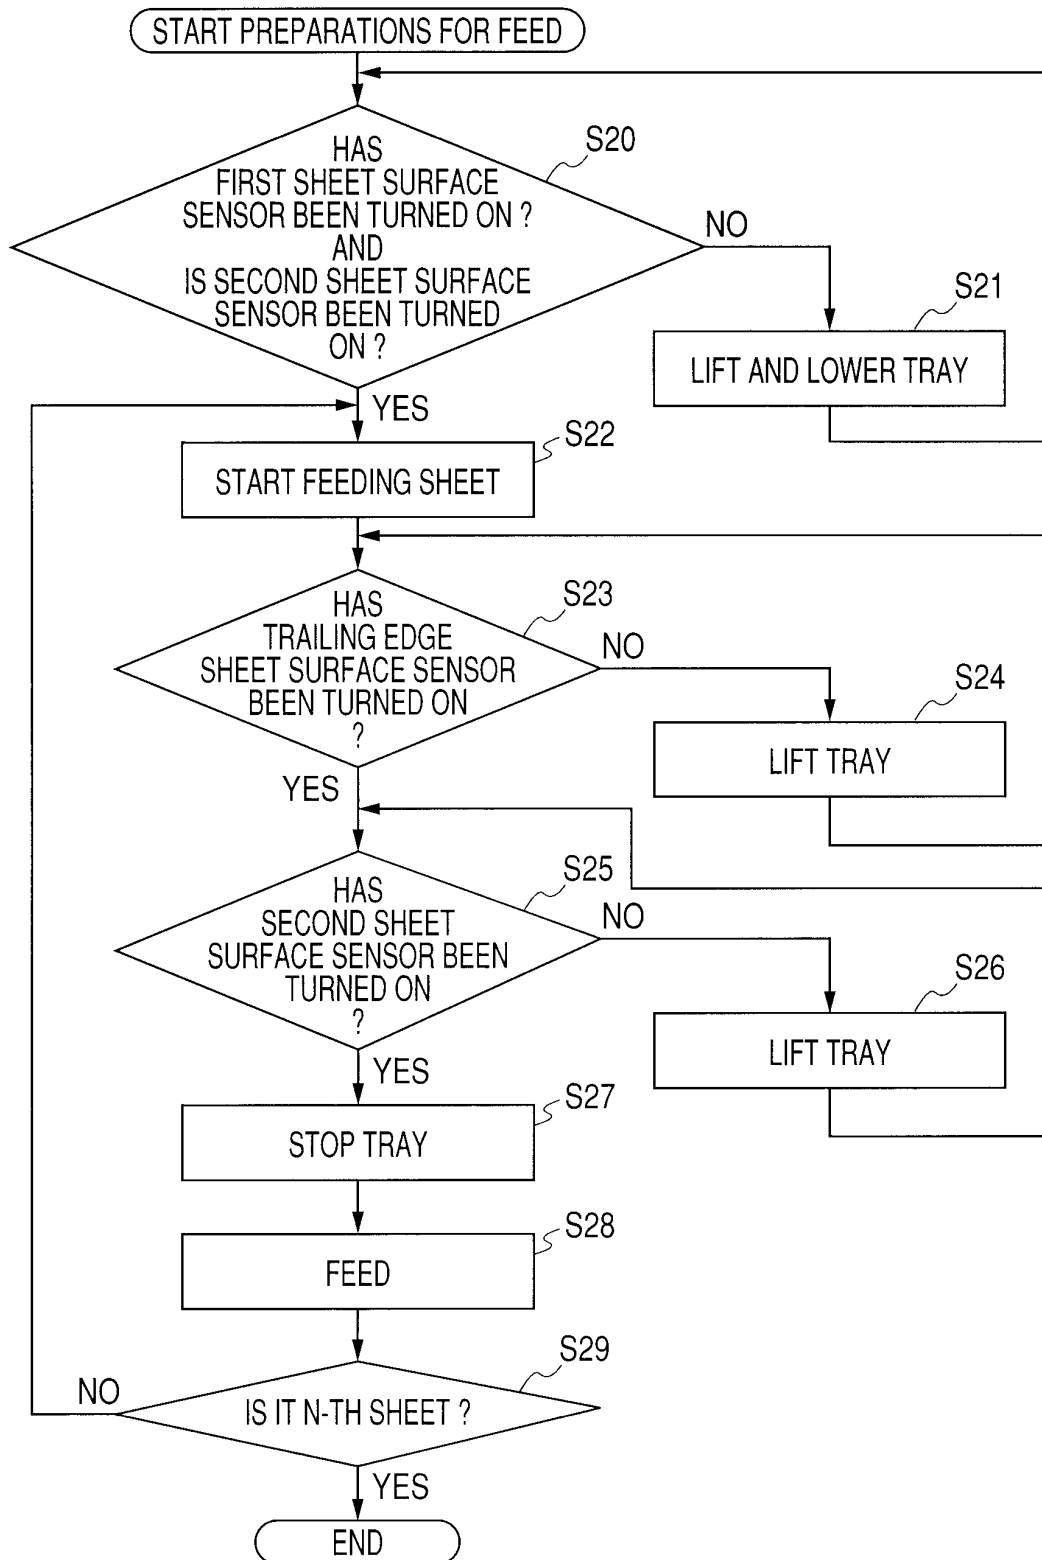 START PREPARATIONS FOR FEED
S20
HAS
FIRST SHEET SURFACE
SENSOR BEEN TURNED ON ?
AND
IS SECOND SHEET SURFACE
SENSOR BEEN TURNED
ON ?
NO
S21
LIFT AND LOWER TRAY
YES
S22
START FEEDING SHEET
S23
HAS
TRAILING EDGE
SHEET SURFACE SENSOR
BEEN TURNED ON
?
NO
S24
LIFT TRAY
YES
S25
HAS
SECOND SHEET
SURFACE SENSOR BEEN
TURNED ON
?
NO
S26
LIFT TRAY
YES
S27
STOP TRAY
S28
FEED
S29
IS IT N-TH SHEET ?
NO
YES
END